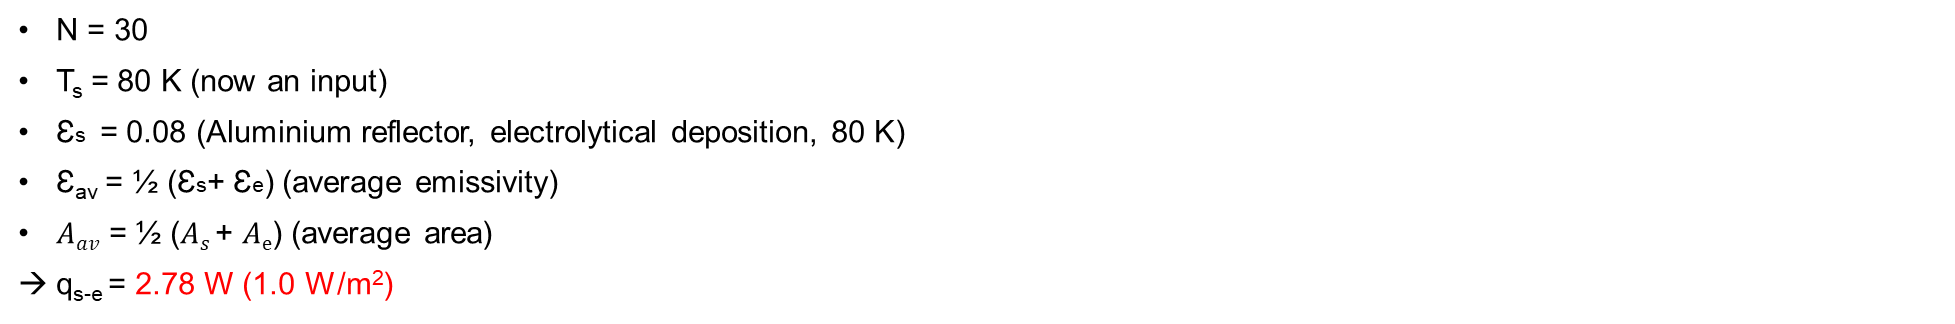 • N = 30
• Tₛ = 80 K (now an input)
• Ɛs = 0.08 (Aluminium reflector, electrolytical deposition, 80 K)
• Ɛav = ½ (Ɛs+ Ɛe) (average emissivity)
• 𝐴𝑎𝑣 = ½ (𝐴𝑠 + 𝐴e) (average area)
→ qs-e = 2.78 W (1.0 W/m²)